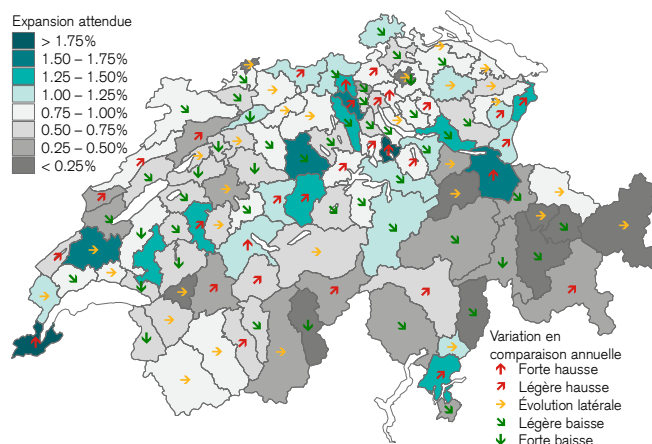 Expansion attendue
> 1.75%
1.50 – 1.75%
1.25 – 1.50%
1.00 – 1.25%
0.75 – 1.00%
0.50 – 0.75%
0.25 – 0.50%
< 0.25%
Variation en
comparaison annuelle
Forte hausse
Légère hausse
Évolution latérale
Légère baisse
Forte baisse